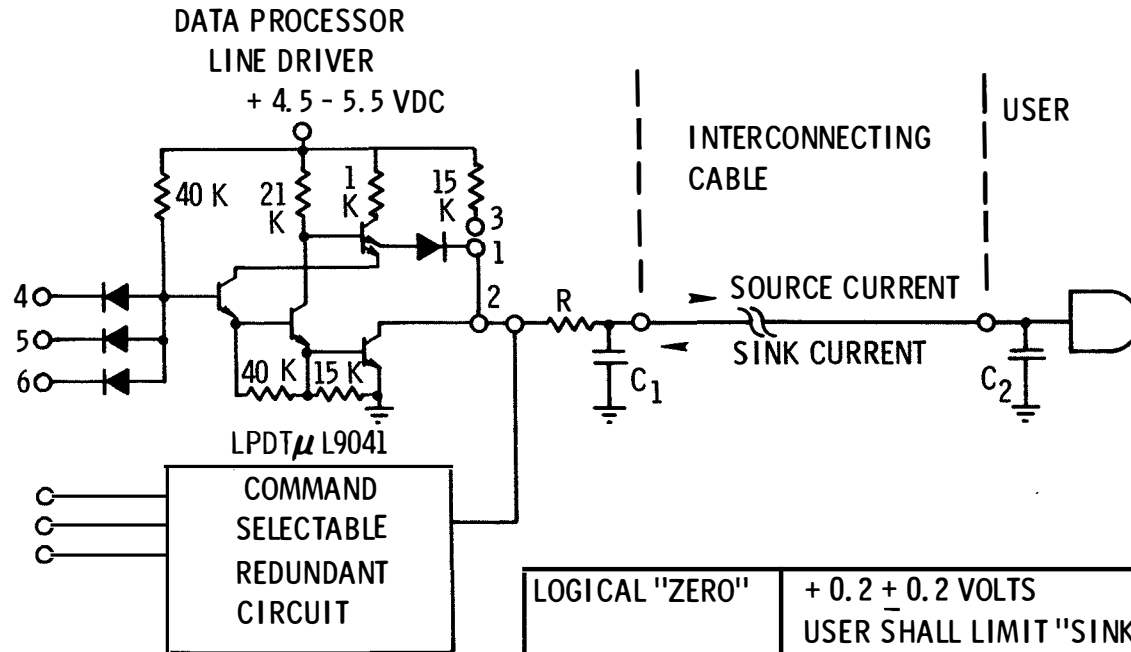 DATA PROCESSOR
LINE DRIVER
+ 4.5 - 5.5 VDC
INTERCONNECTING
CABLE
USER
40 K
21
K
1
K
15
K
3
1
2
4
5
6
R
SOURCE CURRENT
SINK CURRENT
C1
C2
40 K
15 K
LPDTμL9041
COMMAND
SELECTABLE
REDUNDANT
CIRCUIT
LOGICAL "ZERO"
+ 0.2 ± 0.2 VOLTS
USER SHALL LIMIT "SINK